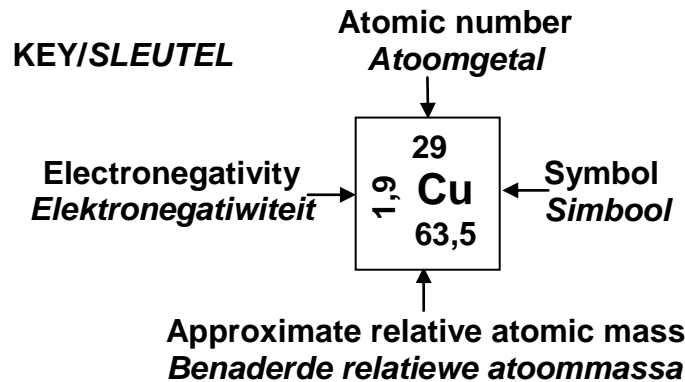 KEY/SLEUTEL
Atomic number
Atoomgetal
Electronegativity
Elektronegatiwiteit
29
1,9
Cu
63,5
Symbol
Simbool
Approximate relative atomic mass
Benaderde relatiewe atoommassa